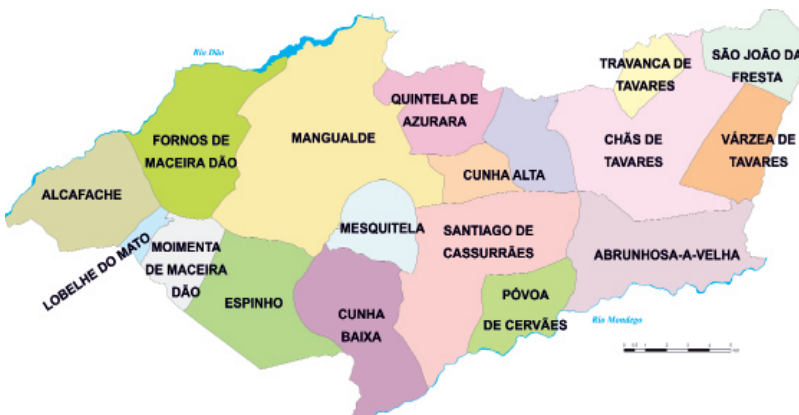 Rio Dão
TRAVANCA DE
TAVARES
SÃO JOÃO DA
FRESTA
QUINTELA DE
AZURARA
FORNOS DE
MACEIRA DÃO
MANGUALDE
CHÃS DE
TAVARES
VÁRZEA DE
TAVARES
CUNHA ALTA
ALCAFACHE
MESQUITELA
SANTIAGO DE
CASSURRÃES
LOBELHE DO MATO
MOIMENTA
DE MACEIRA
DÃO
ABRUNHOSA-A-VELHA
ESPINHO
CUNHA
BAIXA
PÓVOA
DE CERVÃES
Rio Mondego